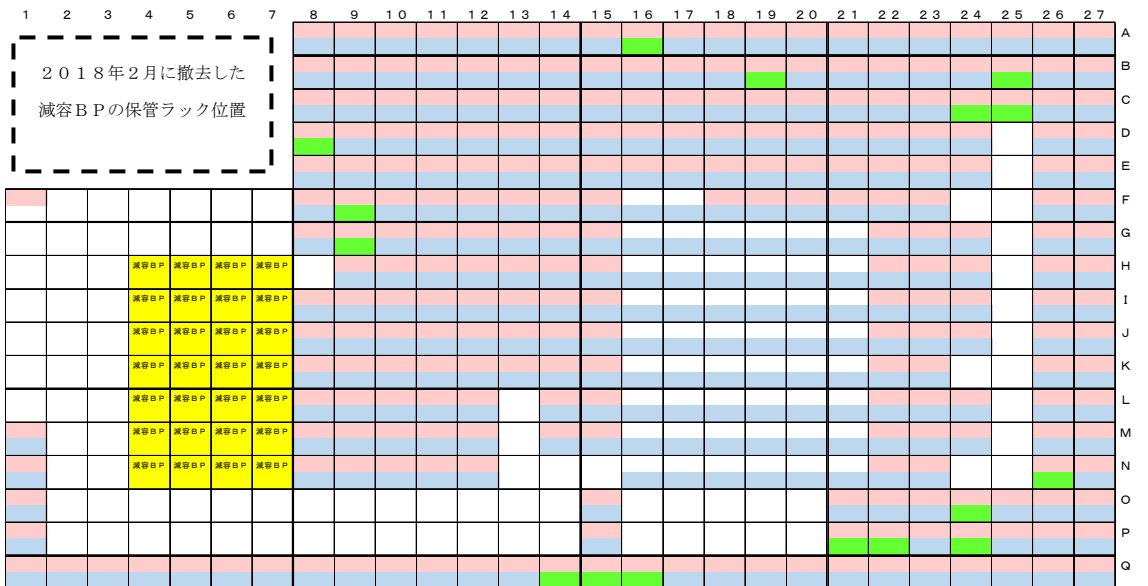 １ ２ ３ ４ ５ ６ ７ ８ ９ １０ １１ １２ １３ １４ １５ １６ １７ １８ １９ ２０ ２１ ２２ ２３ ２４ ２５ ２６ ２７
２０１８年２月に撤去した
減容ＢＰの保管ラック位置
A
B
C
D
E
F
G
減容ＢＰ 減容ＢＰ 減容ＢＰ 減容ＢＰ H
減容ＢＰ 減容ＢＰ 減容ＢＰ 減容ＢＰ I
減容ＢＰ 減容ＢＰ 減容ＢＰ 減容ＢＰ J
減容ＢＰ 減容ＢＰ 減容ＢＰ 減容ＢＰ K
減容ＢＰ 減容ＢＰ 減容ＢＰ 減容ＢＰ L
減容ＢＰ 減容ＢＰ 減容ＢＰ 減容ＢＰ M
減容ＢＰ 減容ＢＰ 減容ＢＰ 減容ＢＰ N
O
P
Q